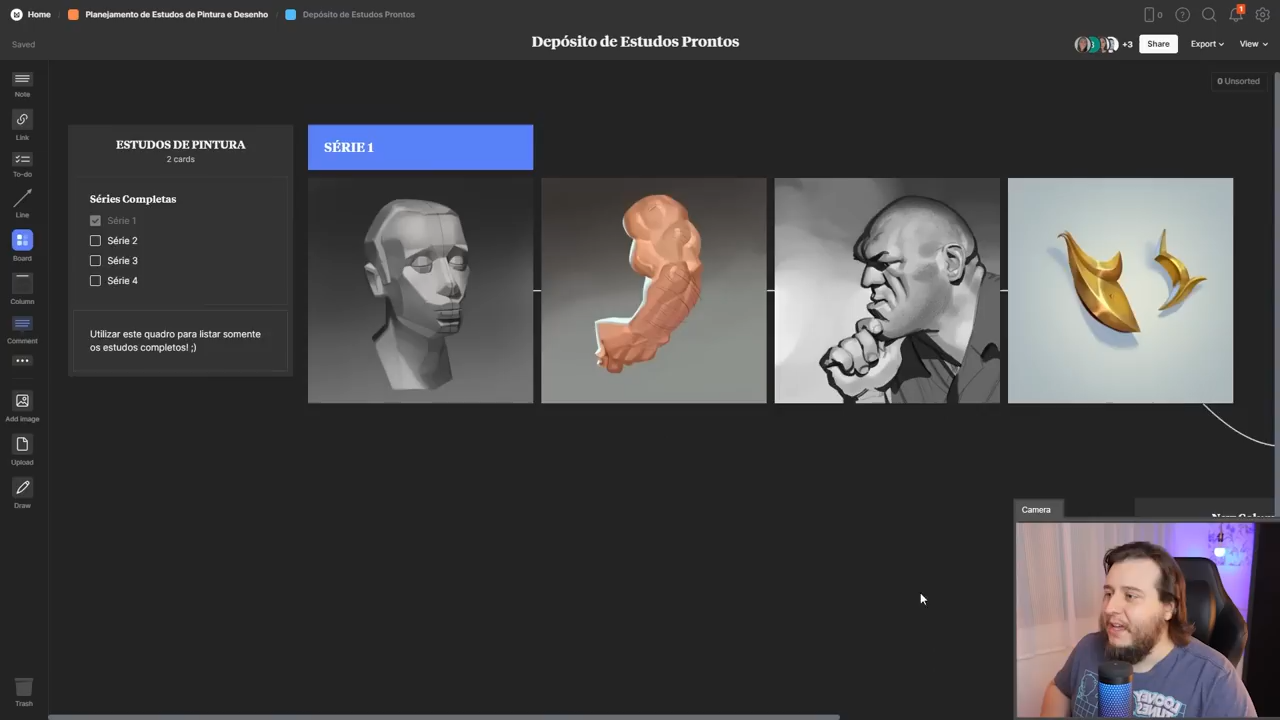 Home
Planejamento de Estudos de Pintura e Desenho
Depósito de Estudos Prontos
0
1
Saved
Depósito de Estudos Prontos
+3
Share
Export
View
0 Unsorted
Note
Link
To-do
Line
Board
Column
Comment
Add image
Upload
Draw
Trash
ESTUDOS DE PINTURA
2 cards
Séries Completas
Série 1
Série 2
Série 3
Série 4
Utilizar este quadro para listar somente
os estudos completos! ;)
SÉRIE 1
Camera
LOONEY
TUNES